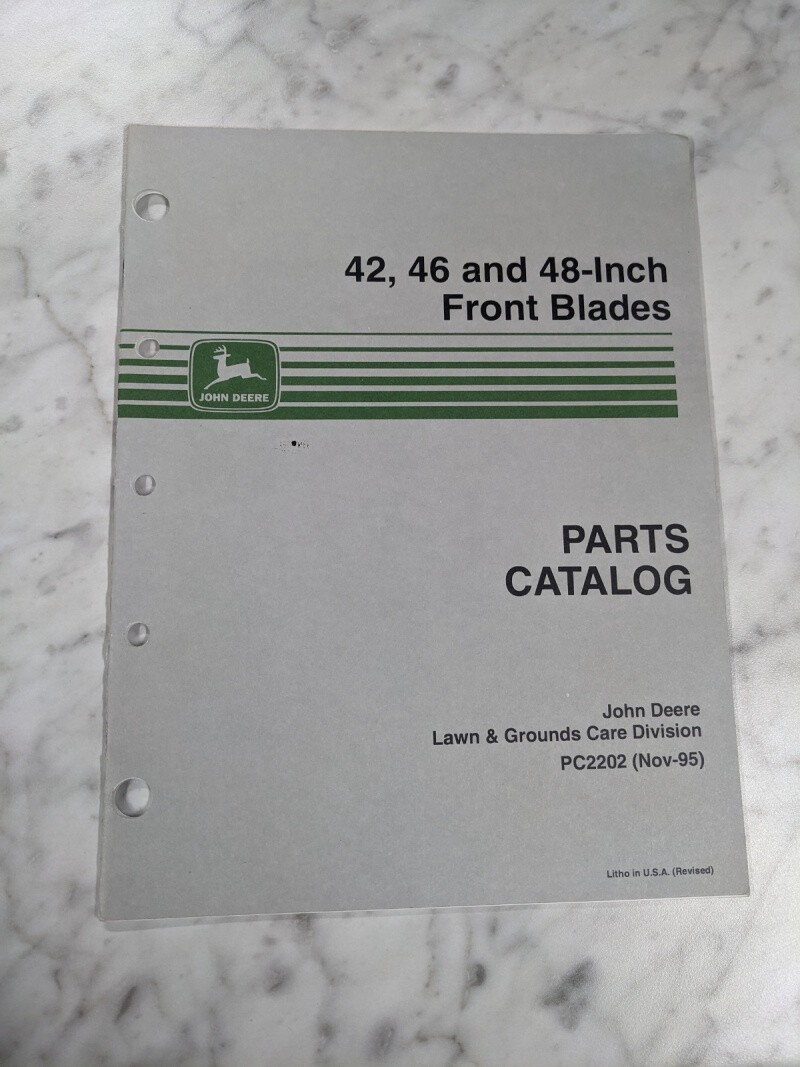 42, 46 and 48-Inch
Front Blades
JOHN DEERE
PARTS
CATALOG
John Deere
Lawn & Grounds Care Division
PC2202 (Nov-95)
Litho in U.S.A. (Revised)